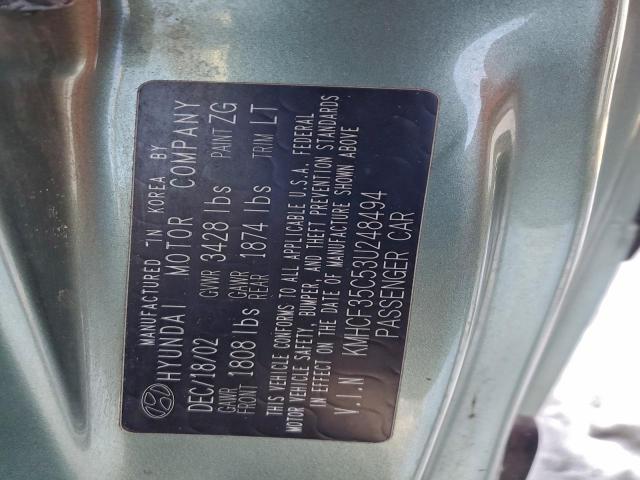 MANUFACTURED IN KOREA BY
HYUNDAI MOTOR COMPANY
DEC/18/02 GVWR 3428 lbs PAINT ZG
GAWR FRONT 1808 lbs GAWR REAR 1874 lbs TRIM LT
THIS VEHICLE CONFORMS TO ALL APPLICABLE U.S.A. FEDERAL
MOTOR VEHICLE SAFETY, BUMPER, AND THEFT PREVENTION STANDARDS
IN EFFECT ON THE DATE OF MANUFACTURE SHOWN ABOVE
V.I.N KMHCF35C53U248494
PASSENGER CAR